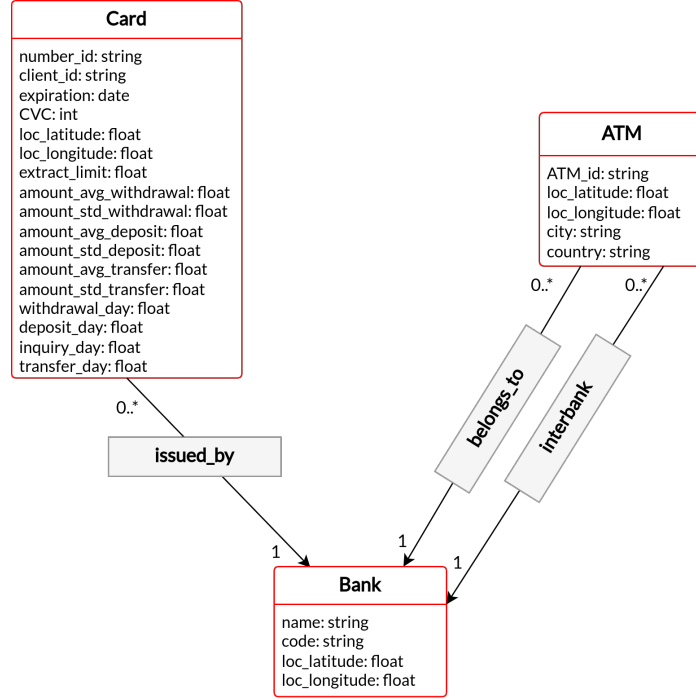 Card
number_id: string
client_id: string
expiration: date
CVC: int
loc_latitude: float
loc_longitude: float
extract_limit: float
amount_avg_withdrawal: float
amount_std_withdrawal: float
amount_avg_deposit: float
amount_std_deposit: float
amount_avg_transfer: float
amount_std_transfer: float
withdrawal_day: float
deposit_day: float
inquiry_day: float
transfer_day: float
ATM
ATM_id: string
loc_latitude: float
loc_longitude: float
city: string
country: string
0..*
0..*
0..*
belongs_to
interbank
issued_by
1
1
1
Bank
name: string
code: string
loc_latitude: float
loc_longitude: float